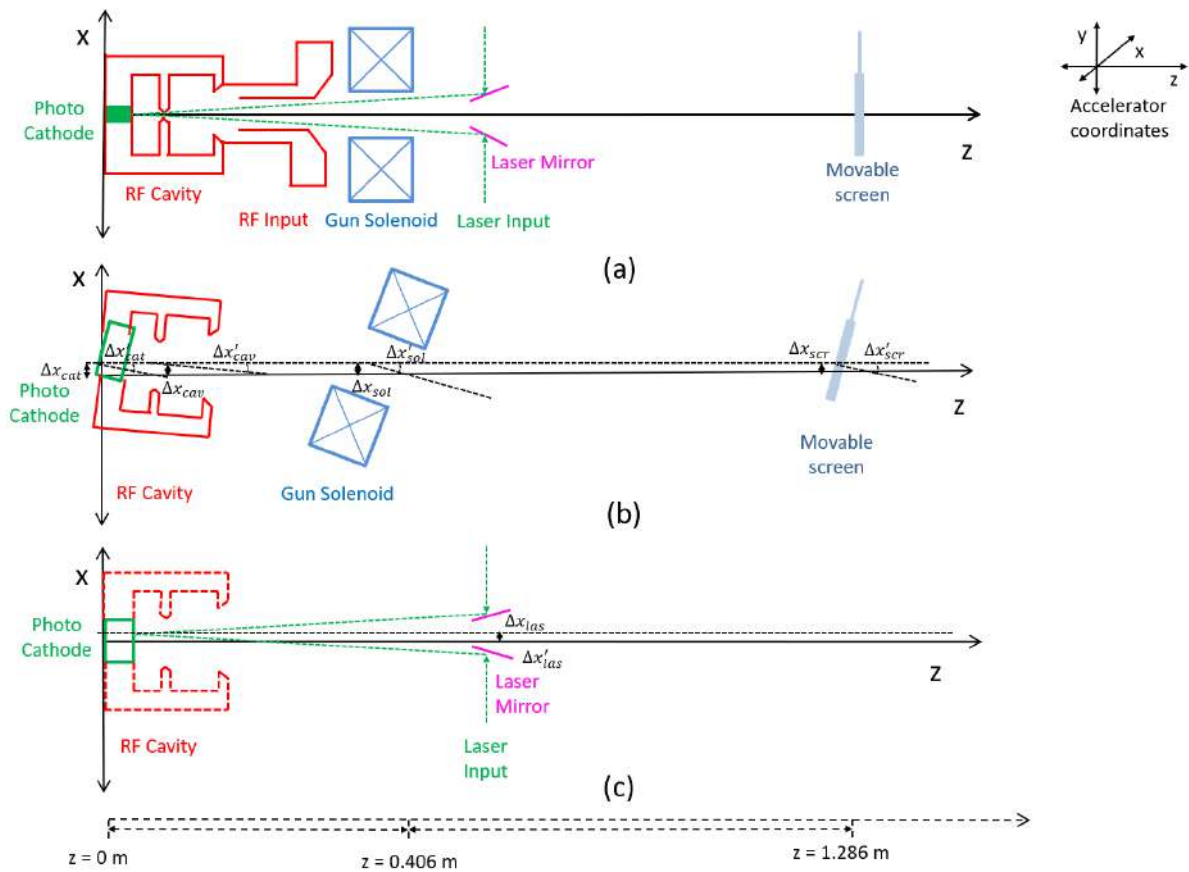 X
y
x
z
Accelerator
coordinates
Photo
Cathode
Z
Laser Mirror
Movable
screen
RF Cavity
RF Input
Gun Solenoid
Laser Input
(a)
X
Δx'cat
Δx'cav
Δx'sol
Δxscr
Δx'scr
Δxcat
Δxcav
Δxsol
Photo
Cathode
Z
Movable
screen
RF Cavity
Gun Solenoid
(b)
X
Photo
Cathode
Δxlas
Δx'las
Z
Laser
Mirror
RF Cavity
Laser
Input
(c)
z = 0 m
z = 0.406 m
z = 1.286 m